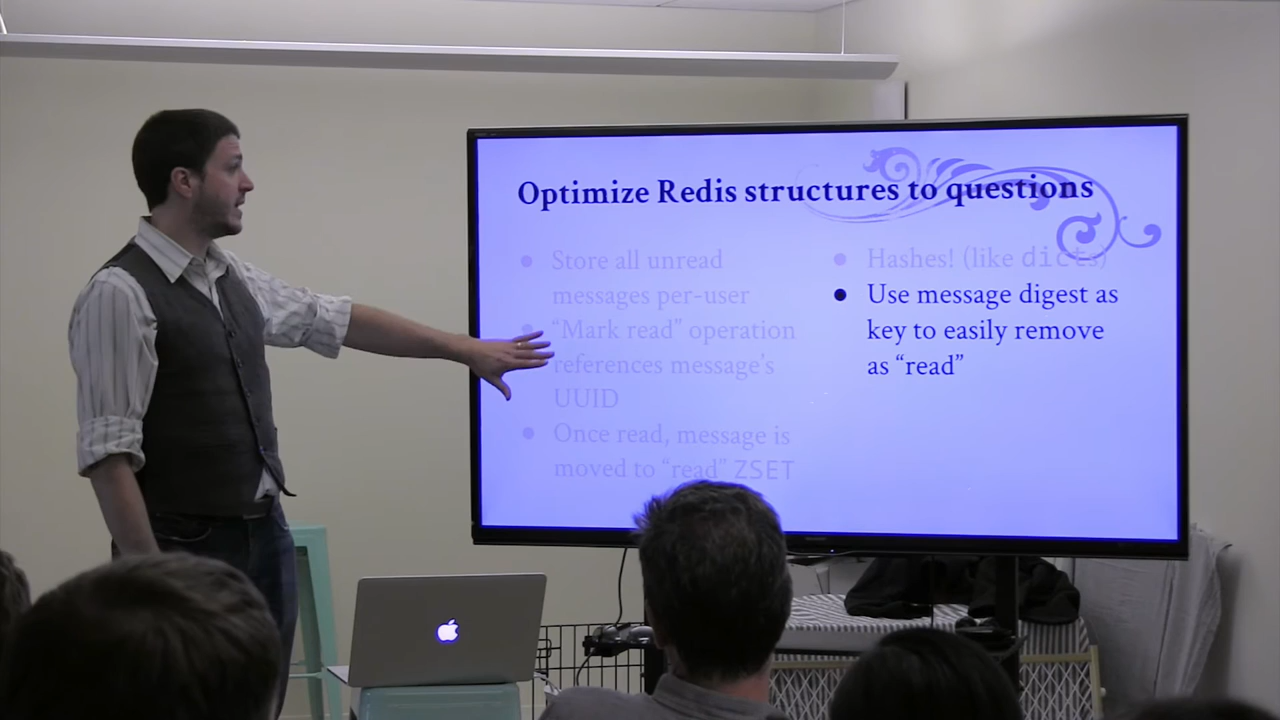 Optimize Redis structures to questions
• Store all unread
messages per-user
• “Mark read” operation
references message’s
UUID
• Once read, message is
moved to “read” ZSET
• Hashes! (like dicts)
• Use message digest as
key to easily remove
as “read”